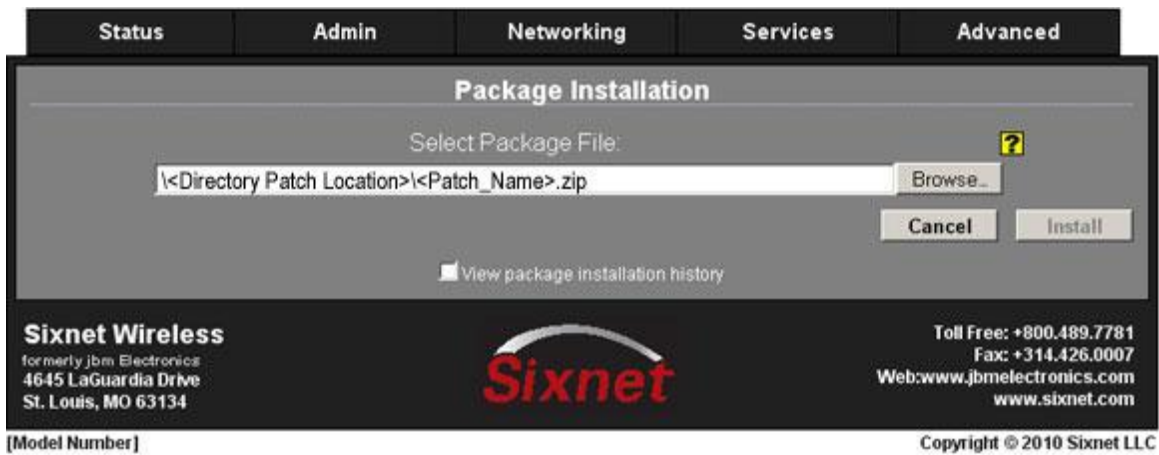 Status Admin Networking Services Advanced
Package Installation
Select Package File:
?
\<Directory Patch Location>\<Patch_Name>.zip Browse...
Cancel Install
View package installation history
Sixnet Wireless
formerly jbm Electronics
4645 LaGuardia Drive
St. Louis, MO 63134
Sixnet
Toll Free: +800.489.7781
Fax: +314.426.0007
Web:www.jbmelectronics.com
www.sixnet.com
[Model Number]
Copyright © 2010 Sixnet LLC